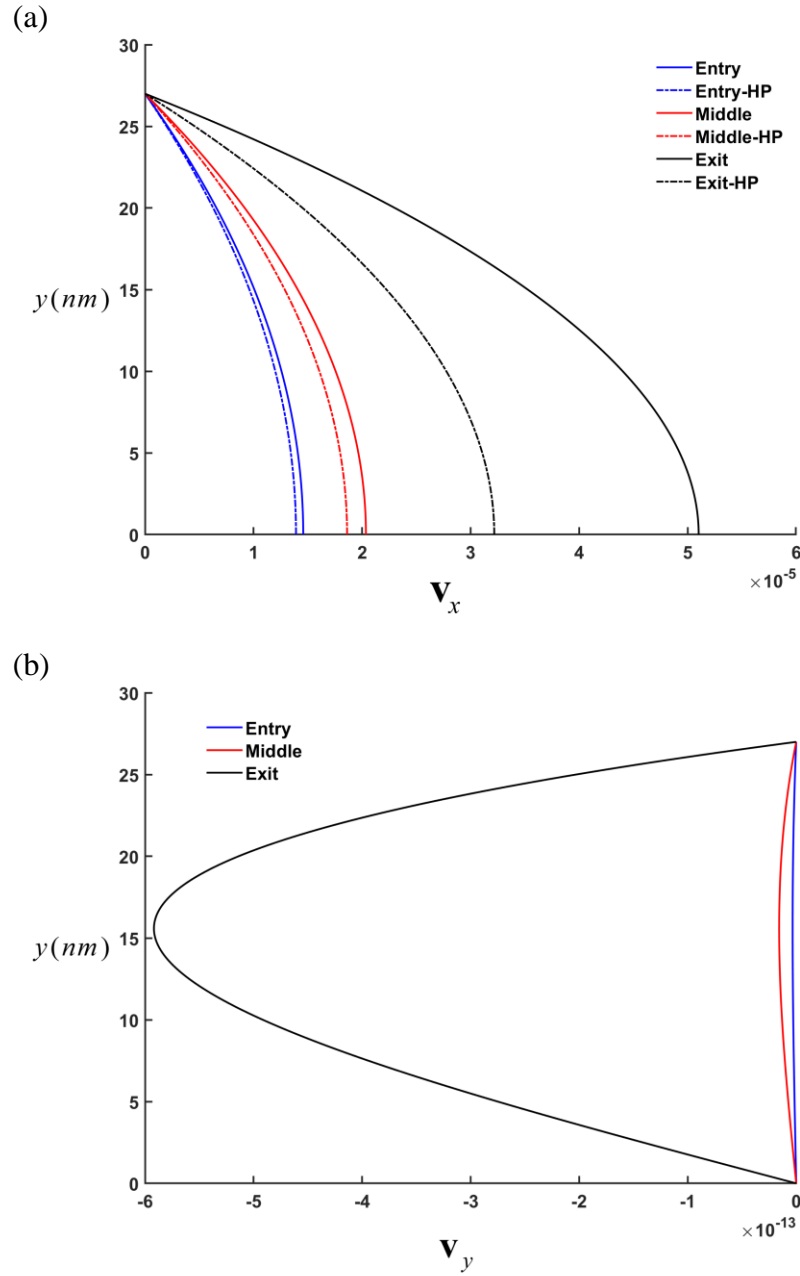 (a)
30
25
20
15
10
5
0
y(nm)
Entry
Entry-HP
Middle
Middle-HP
Exit
Exit-HP
0 1 2 3 4 5 6
×10-5
vx
(b)
30
25
20
15
10
5
0
y(nm)
Entry
Middle
Exit
-6 -5 -4 -3 -2 -1 0
×10-13
vy